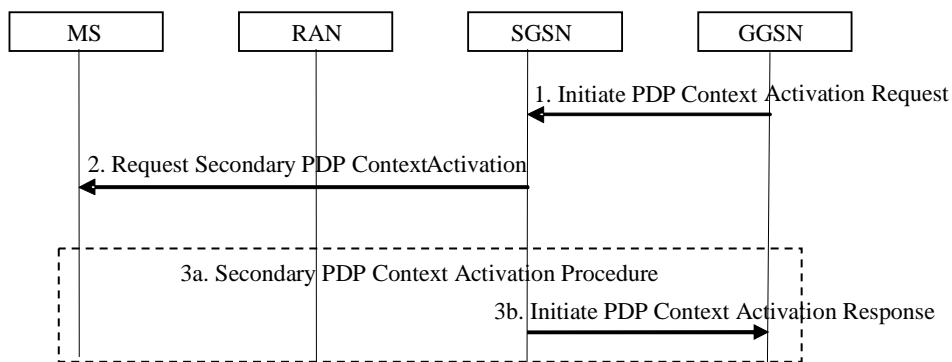 MS
RAN
SGSN
GGSN
1. Initiate PDP Context Activation Request
2. Request Secondary PDP ContextActivation
3a. Secondary PDP Context Activation Procedure
3b. Initiate PDP Context Activation Response